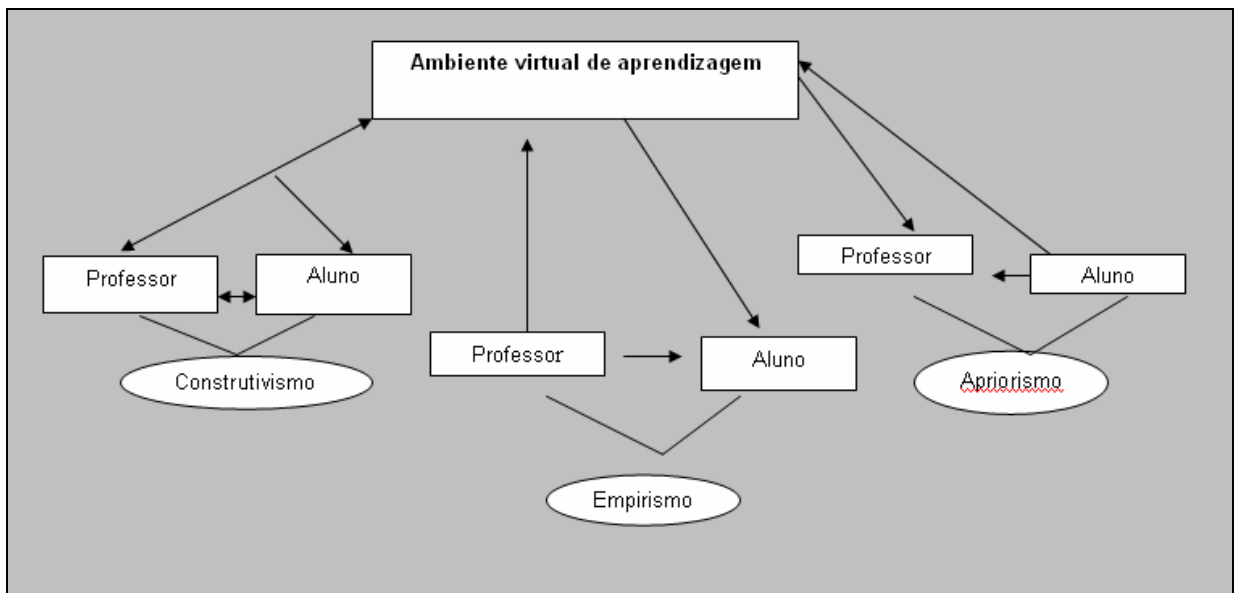 Ambiente virtual de aprendizagem
Professor
Aluno
Construtivismo
Professor
Aluno
Empirismo
Professor
Aluno
Apriorismo